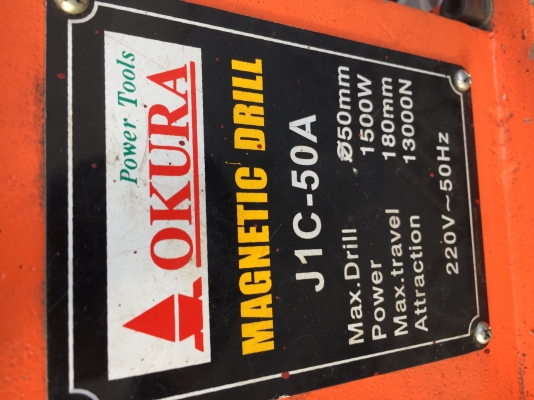 Power Tools
OKURA
MAGNETIC DRILL
J1C-50A
Max.Drill Ø50mm
Power 1500W
Max.travel 180mm
Attraction 13000N
220V~50Hz